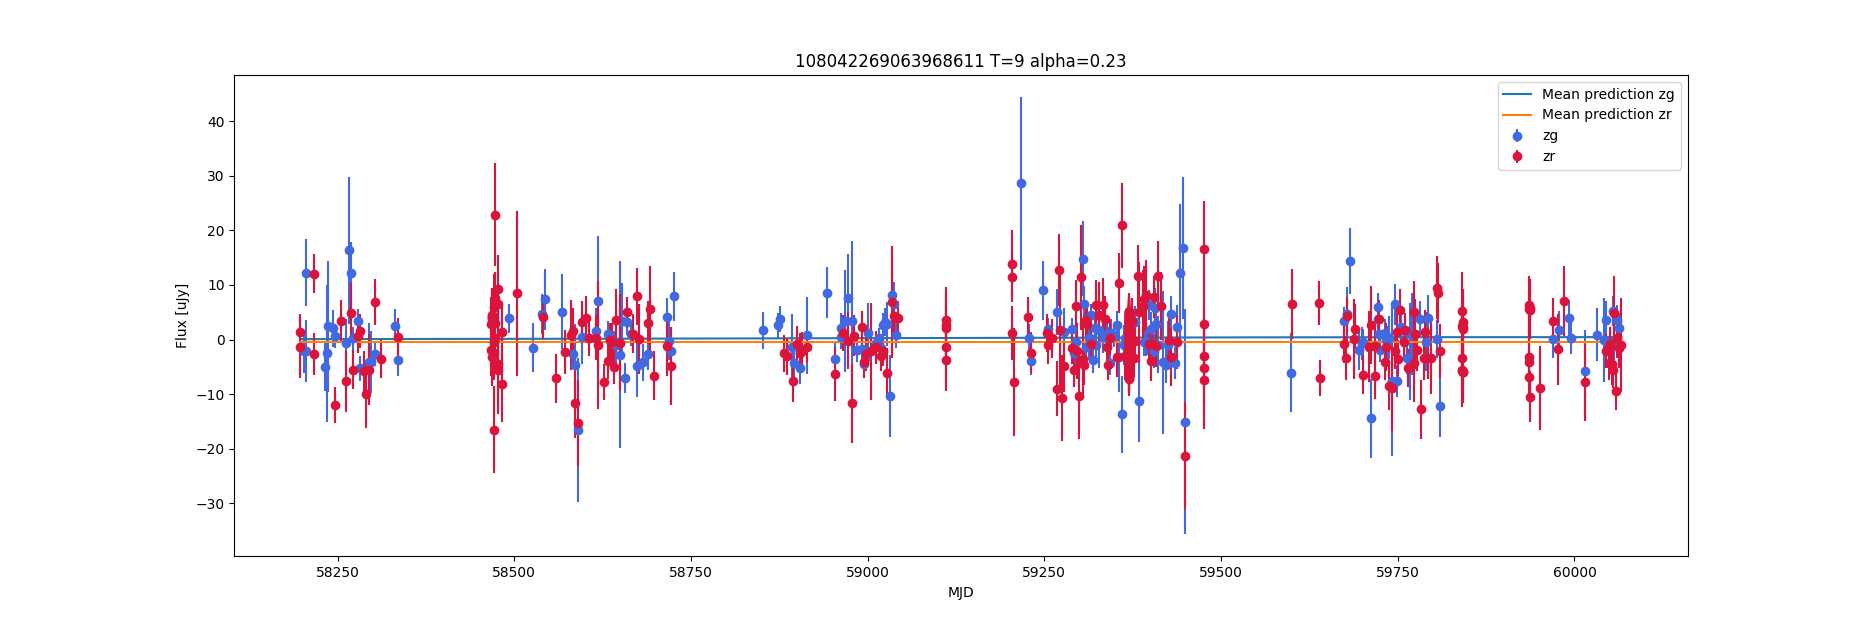 108042269063968611 T=9 alpha=0.23
Mean prediction zg
Mean prediction zr
zg
zr
Flux [uJy]
40
30
20
10
0
−10
−20
−30
58250
58500
58750
59000
59250
59500
59750
60000
MJD